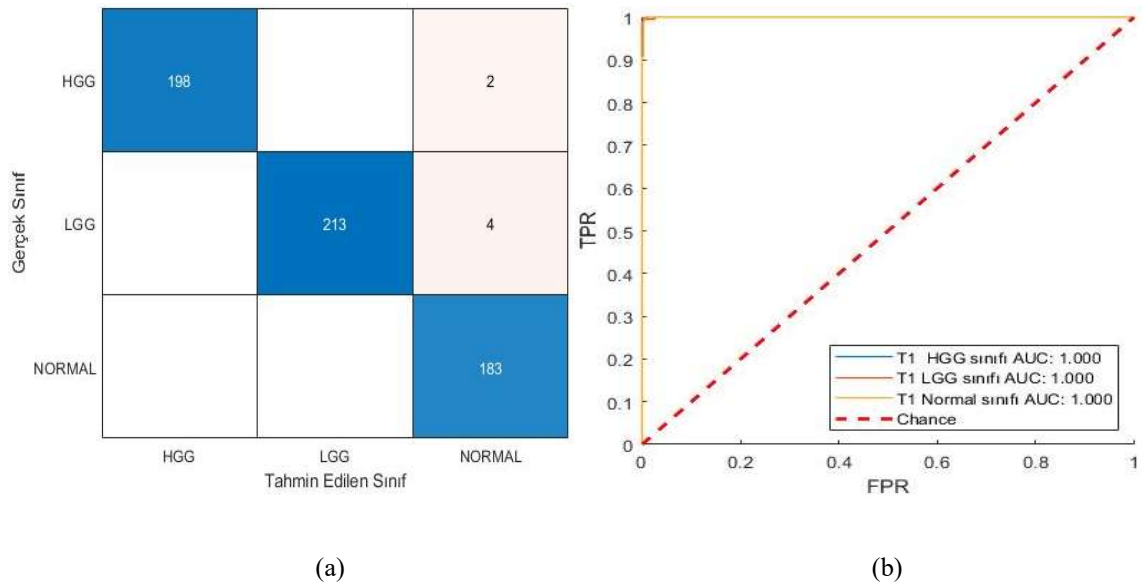 HGG
198
2
LGG
213
4
NORMAL
183
Gerçek Sınıf
HGG
LGG
NORMAL
Tahmin Edilen Sınıf
1
0.9
0.8
0.7
0.6
0.5
0.4
0.3
0.2
0.1
0
TPR
T1 HGG sınıfı AUC: 1.000
T1 LGG sınıfı AUC: 1.000
T1 Normal sınıfı AUC: 1.000
Chance
0
0.2
0.4
0.6
0.8
1
FPR
(a)
(b)